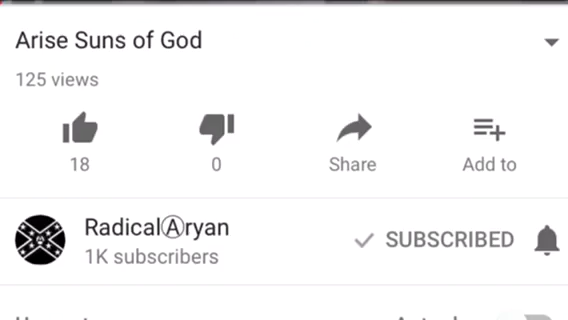 Arise Suns of God
125 views
18 0 Share Add to
RadicalⒶryan
SUBSCRIBED
1K subscribers